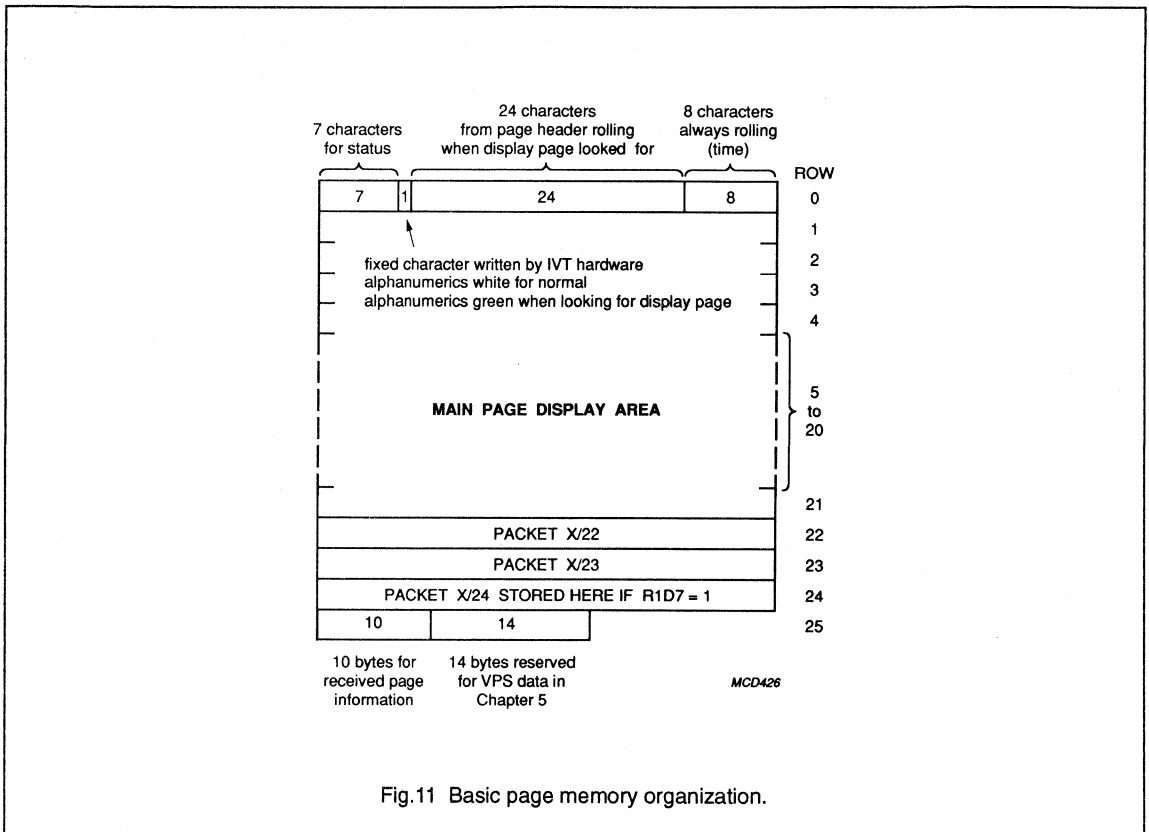 7 characters
for status
24 characters
from page header rolling
when display page looked for
8 characters
always rolling
(time)
ROW
7 1 24 8 0
1
fixed character written by IVT hardware
alphanumerics white for normal
alphanumerics green when looking for display page
2
3
4
MAIN PAGE DISPLAY AREA
5
to
20
21
PACKET X/22 22
PACKET X/23 23
PACKET X/24 STORED HERE IF R1D7 = 1 24
10 14 25
10 bytes for
received page
information
14 bytes reserved
for VPS data in
Chapter 5
MCD426
Fig.11 Basic page memory organization.